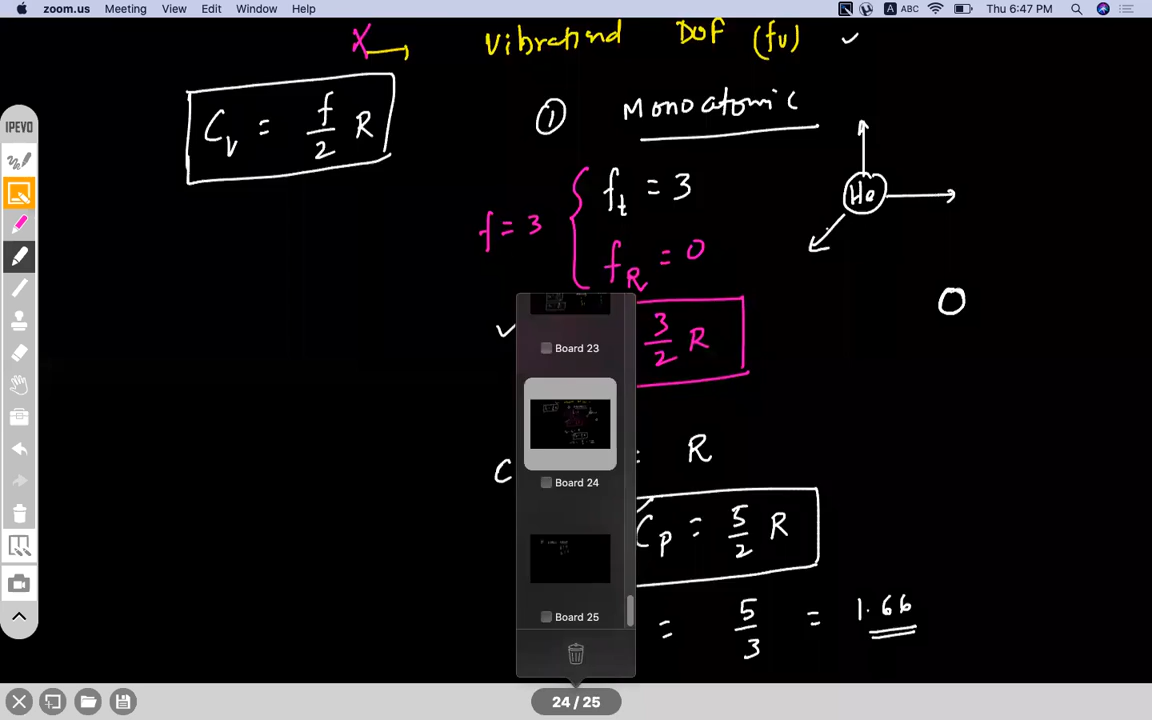 zoom.us Meeting View Edit Window Help ABC Thu 6:47 PM
Vibrational DOF (fv)
Cv = f/2 R
① Monoatomic
He
ft = 3
f = 3
fR = 0
3/2 R
C = R
Cp = 5/2 R
= 5/3 = 1.66
IPEVO
Board 23
Board 24
Board 25
24 / 25